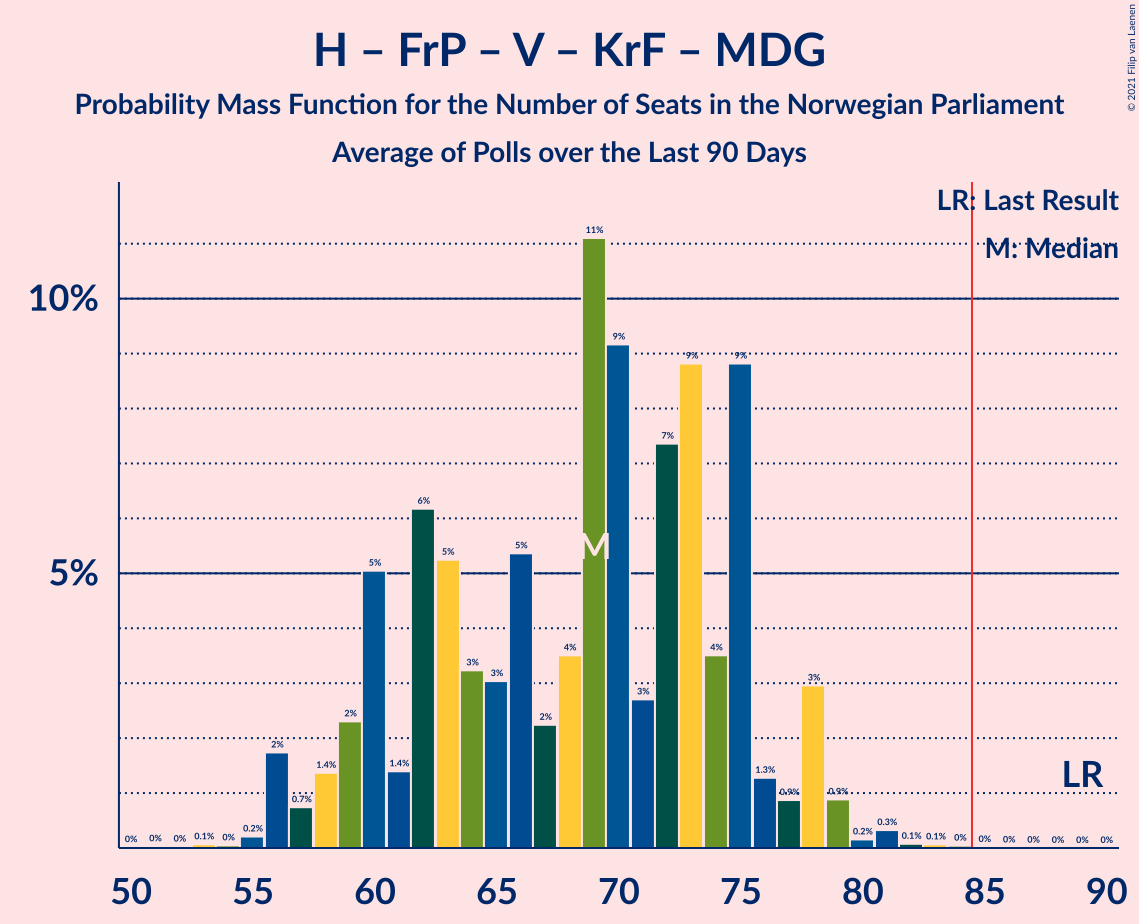 H – FrP – V – KrF – MDG
Probability Mass Function for the Number of Seats in the Norwegian Parliament
Average of Polls over the Last 90 Days
© 2021 Filip van Laenen
LR: Last Result
M: Median
10%
5%
0% 0% 0% 0.1% 0% 0.2% 2% 0.7% 1.4% 2% 5% 1.4% 6% 5% 3% 3% 5% 2% 4% 11% 9% 3% 7% 9% 4% 9% 1.3% 0.9% 3% 0.9% 0.2% 0.3% 0.1% 0.1% 0% 0% 0% 0% 0% 0% 0%
M
LR
50 55 60 65 70 75 80 85 90